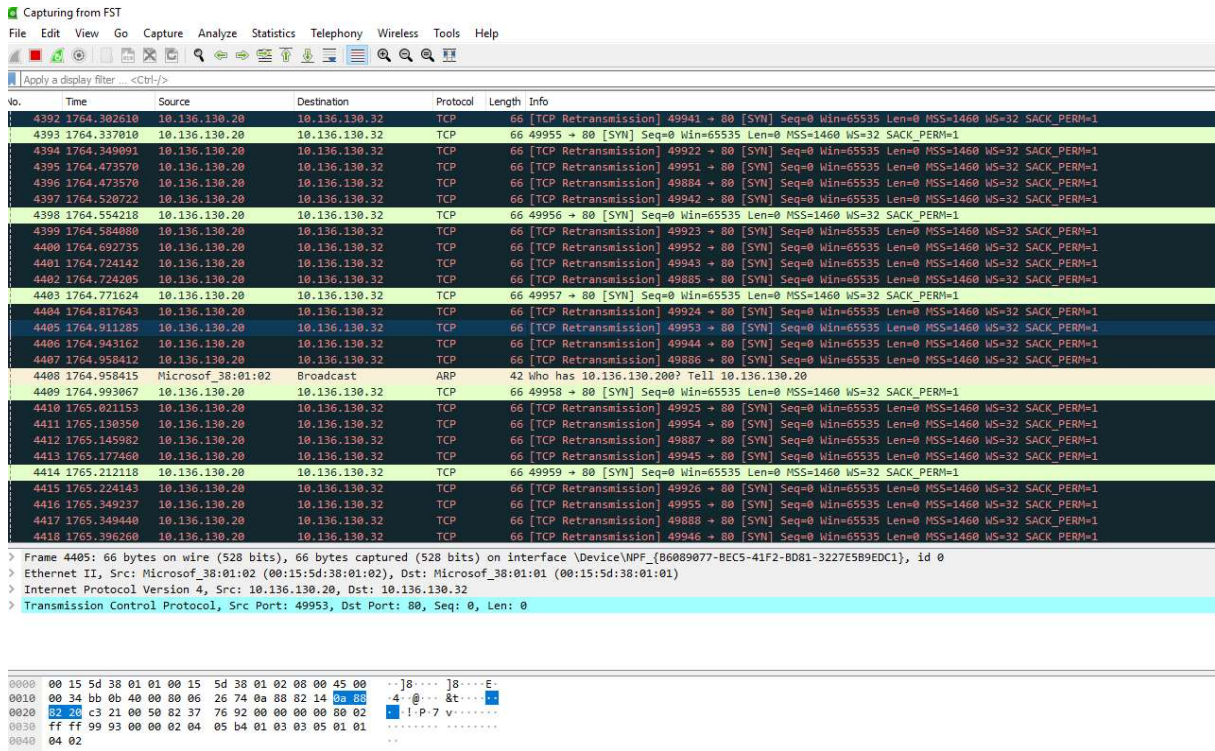 Capturing from FST
File Edit View Go Capture Analyze Statistics Telephony Wireless Tools Help
Apply a display filter ... <Ctrl-/>
No. Time Source Destination Protocol Length Info
4392 1764.302610 10.136.130.20 10.136.130.32 TCP 66 [TCP Retransmission] 49941 → 80 [SYN] Seq=0 Win=65535 Len=0 MSS=1460 WS=32 SACK_PERM=1
4393 1764.337010 10.136.130.20 10.136.130.32 TCP 66 49955 → 80 [SYN] Seq=0 Win=65535 Len=0 MSS=1460 WS=32 SACK_PERM=1
4394 1764.349091 10.136.130.20 10.136.130.32 TCP 66 [TCP Retransmission] 49922 → 80 [SYN] Seq=0 Win=65535 Len=0 MSS=1460 WS=32 SACK_PERM=1
4395 1764.473570 10.136.130.20 10.136.130.32 TCP 66 [TCP Retransmission] 49951 → 80 [SYN] Seq=0 Win=65535 Len=0 MSS=1460 WS=32 SACK_PERM=1
4396 1764.473570 10.136.130.20 10.136.130.32 TCP 66 [TCP Retransmission] 49884 → 80 [SYN] Seq=0 Win=65535 Len=0 MSS=1460 WS=32 SACK_PERM=1
4397 1764.520722 10.136.130.20 10.136.130.32 TCP 66 [TCP Retransmission] 49942 → 80 [SYN] Seq=0 Win=65535 Len=0 MSS=1460 WS=32 SACK_PERM=1
4398 1764.554218 10.136.130.20 10.136.130.32 TCP 66 49956 → 80 [SYN] Seq=0 Win=65535 Len=0 MSS=1460 WS=32 SACK_PERM=1
4399 1764.584080 10.136.130.20 10.136.130.32 TCP 66 [TCP Retransmission] 49923 → 80 [SYN] Seq=0 Win=65535 Len=0 MSS=1460 WS=32 SACK_PERM=1
4400 1764.692735 10.136.130.20 10.136.130.32 TCP 66 [TCP Retransmission] 49952 → 80 [SYN] Seq=0 Win=65535 Len=0 MSS=1460 WS=32 SACK_PERM=1
4401 1764.724142 10.136.130.20 10.136.130.32 TCP 66 [TCP Retransmission] 49943 → 80 [SYN] Seq=0 Win=65535 Len=0 MSS=1460 WS=32 SACK_PERM=1
4402 1764.724205 10.136.130.20 10.136.130.32 TCP 66 [TCP Retransmission] 49885 → 80 [SYN] Seq=0 Win=65535 Len=0 MSS=1460 WS=32 SACK_PERM=1
4403 1764.771624 10.136.130.20 10.136.130.32 TCP 66 49957 → 80 [SYN] Seq=0 Win=65535 Len=0 MSS=1460 WS=32 SACK_PERM=1
4404 1764.817643 10.136.130.20 10.136.130.32 TCP 66 [TCP Retransmission] 49924 → 80 [SYN] Seq=0 Win=65535 Len=0 MSS=1460 WS=32 SACK_PERM=1
4405 1764.911285 10.136.130.20 10.136.130.32 TCP 66 [TCP Retransmission] 49953 → 80 [SYN] Seq=0 Win=65535 Len=0 MSS=1460 WS=32 SACK_PERM=1
4406 1764.943162 10.136.130.20 10.136.130.32 TCP 66 [TCP Retransmission] 49944 → 80 [SYN] Seq=0 Win=65535 Len=0 MSS=1460 WS=32 SACK_PERM=1
4407 1764.958412 10.136.130.20 10.136.130.32 TCP 66 [TCP Retransmission] 49886 → 80 [SYN] Seq=0 Win=65535 Len=0 MSS=1460 WS=32 SACK_PERM=1
4408 1764.958415 Microsof_38:01:02 Broadcast ARP 42 Who has 10.136.130.200? Tell 10.136.130.20
4409 1764.993067 10.136.130.20 10.136.130.32 TCP 66 49958 → 80 [SYN] Seq=0 Win=65535 Len=0 MSS=1460 WS=32 SACK_PERM=1
4410 1765.021153 10.136.130.20 10.136.130.32 TCP 66 [TCP Retransmission] 49925 → 80 [SYN] Seq=0 Win=65535 Len=0 MSS=1460 WS=32 SACK_PERM=1
4411 1765.130350 10.136.130.20 10.136.130.32 TCP 66 [TCP Retransmission] 49954 → 80 [SYN] Seq=0 Win=65535 Len=0 MSS=1460 WS=32 SACK_PERM=1
4412 1765.145982 10.136.130.20 10.136.130.32 TCP 66 [TCP Retransmission] 49887 → 80 [SYN] Seq=0 Win=65535 Len=0 MSS=1460 WS=32 SACK_PERM=1
4413 1765.177460 10.136.130.20 10.136.130.32 TCP 66 [TCP Retransmission] 49945 → 80 [SYN] Seq=0 Win=65535 Len=0 MSS=1460 WS=32 SACK_PERM=1
4414 1765.212118 10.136.130.20 10.136.130.32 TCP 66 49959 → 80 [SYN] Seq=0 Win=65535 Len=0 MSS=1460 WS=32 SACK_PERM=1
4415 1765.224143 10.136.130.20 10.136.130.32 TCP 66 [TCP Retransmission] 49926 → 80 [SYN] Seq=0 Win=65535 Len=0 MSS=1460 WS=32 SACK_PERM=1
4416 1765.349237 10.136.130.20 10.136.130.32 TCP 66 [TCP Retransmission] 49955 → 80 [SYN] Seq=0 Win=65535 Len=0 MSS=1460 WS=32 SACK_PERM=1
4417 1765.349440 10.136.130.20 10.136.130.32 TCP 66 [TCP Retransmission] 49888 → 80 [SYN] Seq=0 Win=65535 Len=0 MSS=1460 WS=32 SACK_PERM=1
4418 1765.396260 10.136.130.20 10.136.130.32 TCP 66 [TCP Retransmission] 49946 → 80 [SYN] Seq=0 Win=65535 Len=0 MSS=1460 WS=32 SACK_PERM=1
> Frame 4405: 66 bytes on wire (528 bits), 66 bytes captured (528 bits) on interface \Device\NPF_{B6089077-BEC5-41F2-BD81-3227E5B9EDC1}, id 0
> Ethernet II, Src: Microsof_38:01:02 (00:15:5d:38:01:02), Dst: Microsof_38:01:01 (00:15:5d:38:01:01)
> Internet Protocol Version 4, Src: 10.136.130.20, Dst: 10.136.130.32
> Transmission Control Protocol, Src Port: 49953, Dst Port: 80, Seq: 0, Len: 0
0000 00 15 5d 38 01 01 00 15 5d 38 01 02 08 00 45 00 ··]8···· ]8····E·
0010 00 34 bb 0b 40 00 80 06 26 74 0a 88 82 14 0a 88 ·4··@··· &t······
0020 82 20 c3 21 00 50 82 37 76 92 00 00 00 00 80 02 · ·!·P·7 v·······
0030 ff ff 99 93 00 00 02 04 05 b4 01 03 03 05 01 01 ········ ········
0040 04 02 ··